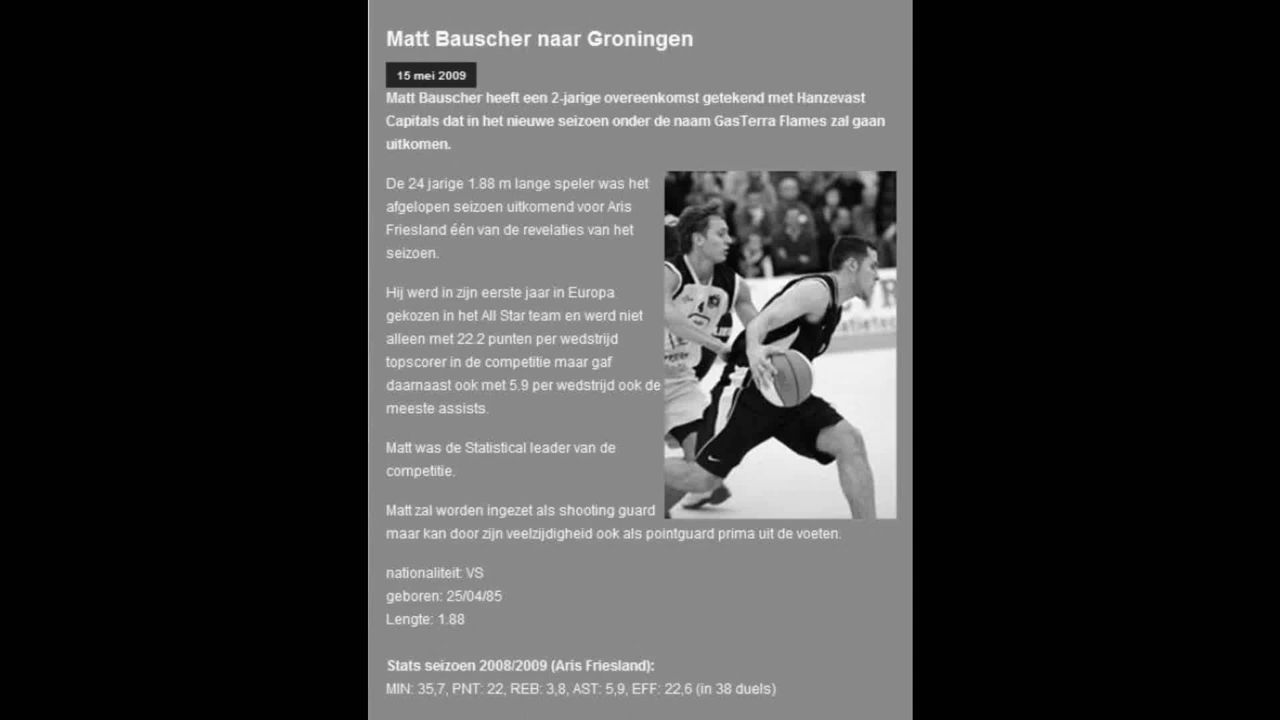 Matt Bauscher naar Groningen
15 mei 2009
Matt Bauscher heeft een 2-jarige overeenkomst getekend met Hanzevast
Capitals dat in het nieuwe seizoen onder de naam GasTerra Flames zal gaan
uitkomen.
De 24 jarige 1.88 m lange speler was het
afgelopen seizoen uitkomend voor Aris
Friesland één van de revelaties van het
seizoen.
Hij werd in zijn eerste jaar in Europa
gekozen in het All Star team en werd niet
alleen met 22.2 punten per wedstrijd
topscorer in de competitie maar gaf
daarnaast ook met 5.9 per wedstrijd ook de
meeste assists.
Matt was de Statistical leader van de
competitie.
Matt zal worden ingezet als shooting guard
maar kan door zijn veelzijdigheid ook als pointguard prima uit de voeten.
nationaliteit: VS
geboren: 25/04/85
Lengte: 1.88
Stats seizoen 2008/2009 (Aris Friesland):
MIN: 35,7, PNT: 22, REB: 3,8, AST: 5,9, EFF: 22,6 (in 38 duels)